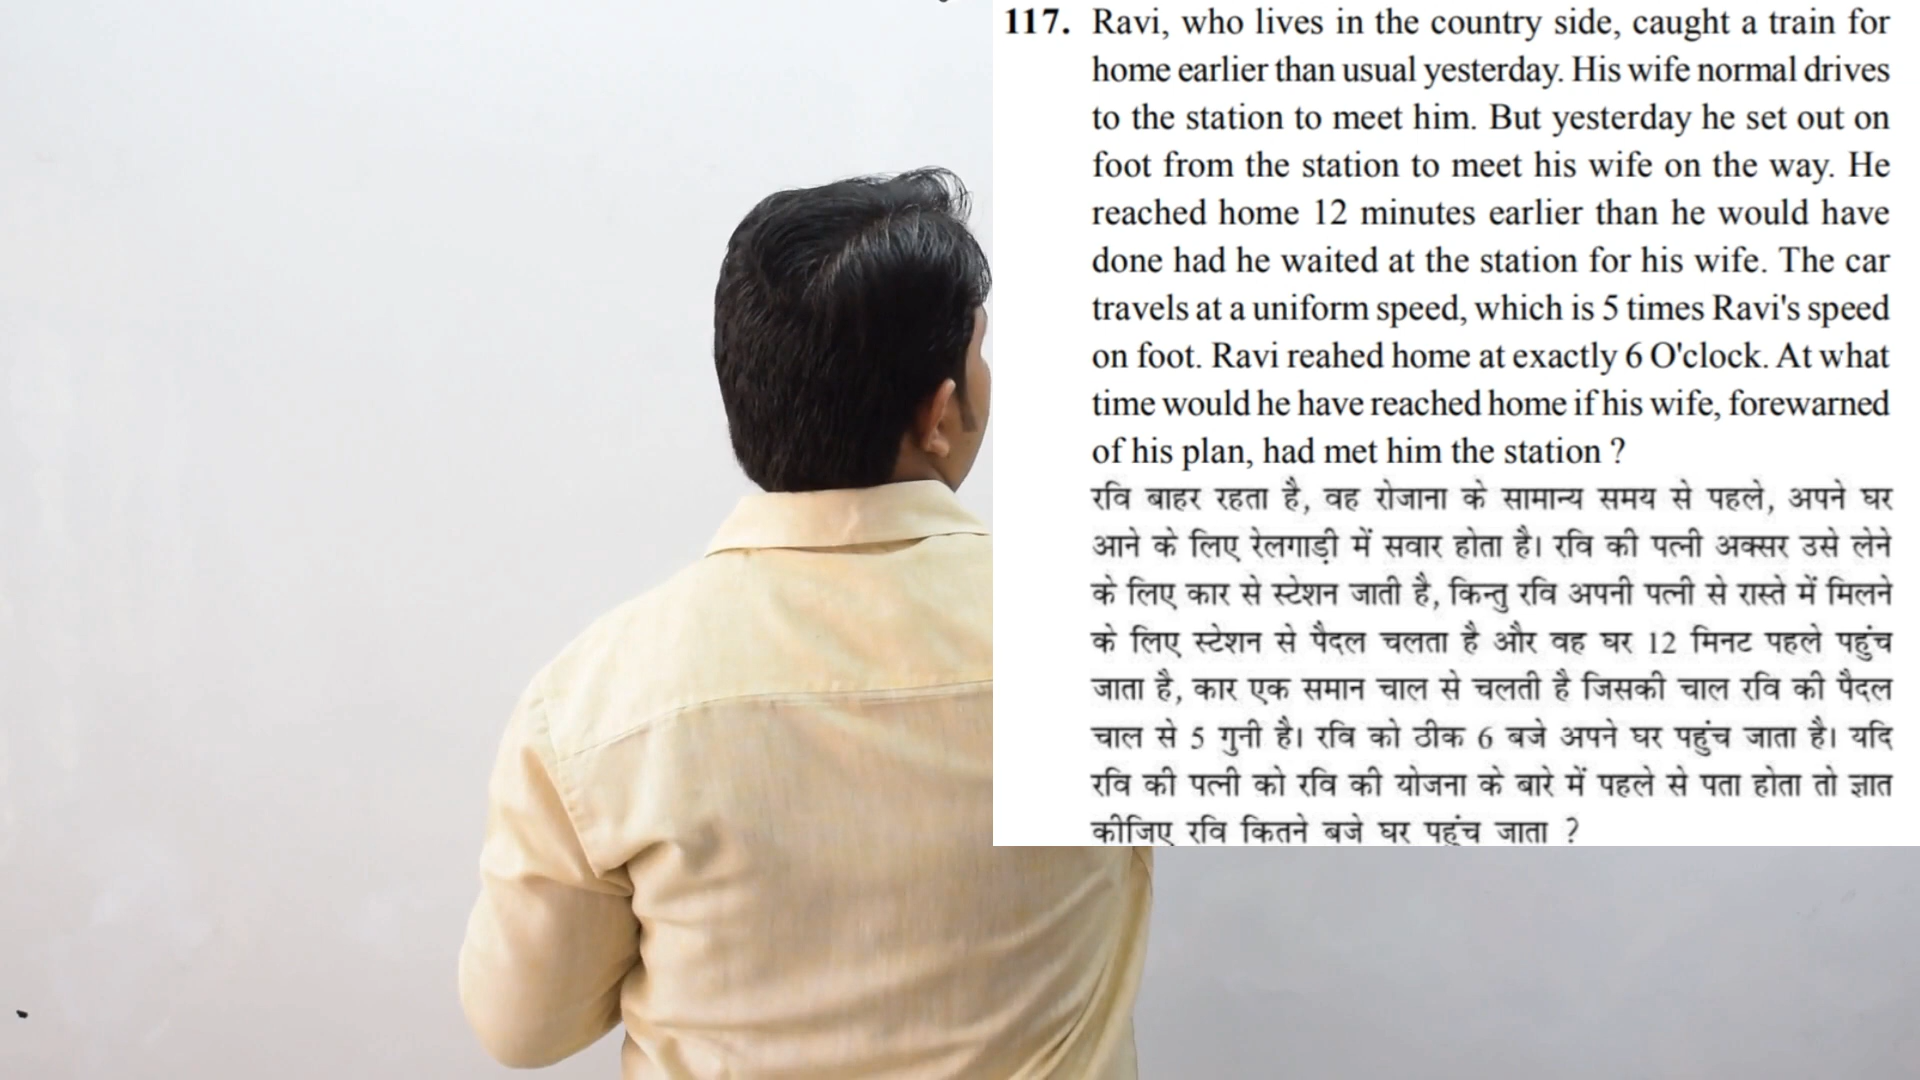 117. Ravi, who lives in the country side, caught a train for
home earlier than usual yesterday. His wife normal drives
to the station to meet him. But yesterday he set out on
foot from the station to meet his wife on the way. He
reached home 12 minutes earlier than he would have
done had he waited at the station for his wife. The car
travels at a uniform speed, which is 5 times Ravi's speed
on foot. Ravi reahed home at exactly 6 O'clock. At what
time would he have reached home if his wife, forewarned
of his plan, had met him the station ?
रवि बाहर रहता है, वह रोजाना के सामान्य समय से पहले, अपने घर
आने के लिए रेलगाड़ी में सवार होता है। रवि की पत्नी अक्सर उसे लेने
के लिए कार से स्टेशन जाती है, किन्तु रवि अपनी पत्नी से रास्ते में मिलने
के लिए स्टेशन से पैदल चलता है और वह घर 12 मिनट पहले पहुंच
जाता है, कार एक समान चाल से चलती है जिसकी चाल रवि की पैदल
चाल से 5 गुनी है। रवि को ठीक 6 बजे अपने घर पहुंच जाता है। यदि
रवि की पत्नी को रवि की योजना के बारे में पहले से पता होता तो ज्ञात
कीजिए रवि कितने बजे घर पहुंच जाता ?